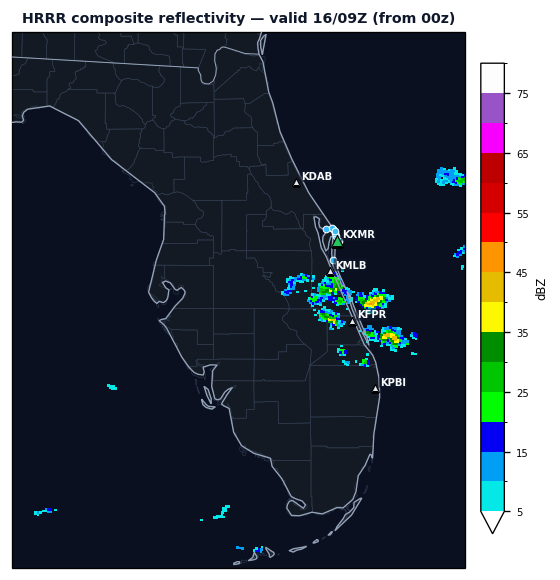 HRRR composite reflectivity — valid 16/09Z (from 00z)
KDAB
KXMR
KMLB
KFPR
KPBI
75
65
55
45
35
25
15
5
dBZ